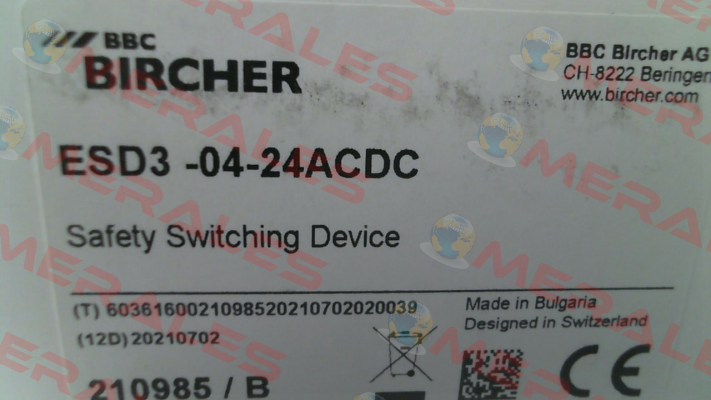 BBC
BIRCHER
BBC Bircher AG
CH-8222 Beringen
www.bircher.com
ESD3 -04-24ACDC
Safety Switching Device
(T) 6036160021098520210702020039
(12D) 20210702
Made in Bulgaria
Designed in Switzerland
210985 / B
CE
MERALES